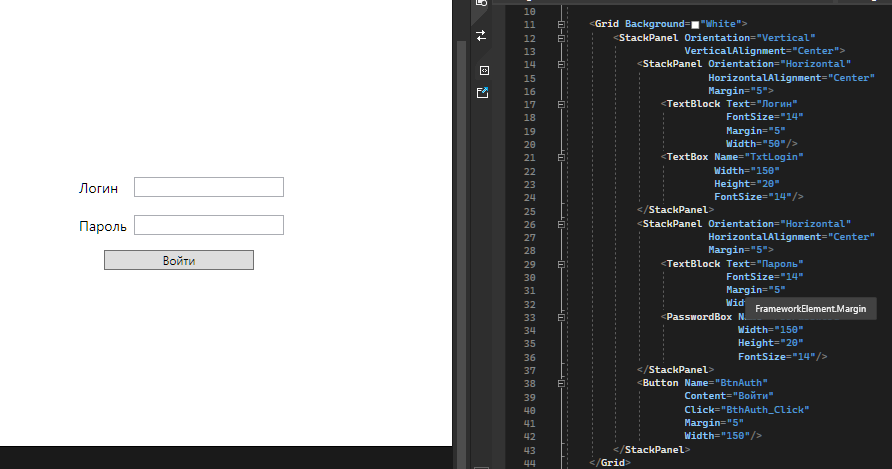 Логин
Пароль
Войти
10
11 <Grid Background="White">
12 <StackPanel Orientation="Vertical"
13 VerticalAlignment="Center">
14 <StackPanel Orientation="Horizontal"
15 HorizontalAlignment="Center"
16 Margin="5">
17 <TextBlock Text="Логин"
18 FontSize="14"
19 Margin="5"
20 Width="50"/>
21 <TextBox Name="TxtLogin"
22 Width="150"
23 Height="20"
24 FontSize="14"/>
25 </StackPanel>
26 <StackPanel Orientation="Horizontal"
27 HorizontalAlignment="Center"
28 Margin="5">
29 <TextBlock Text="Пароль"
30 FontSize="14"
31 Margin="5"
32
FrameworkElement.Margin
33 <PasswordBox
34 Width="150"
35 Height="20"
36 FontSize="14"/>
37 </StackPanel>
38 <Button Name="BtnAuth"
39 Content="Войти"
40 Click="BthAuth_Click"
41 Margin="5"
42 Width="150"/>
43 </StackPanel>
44 </Grid>